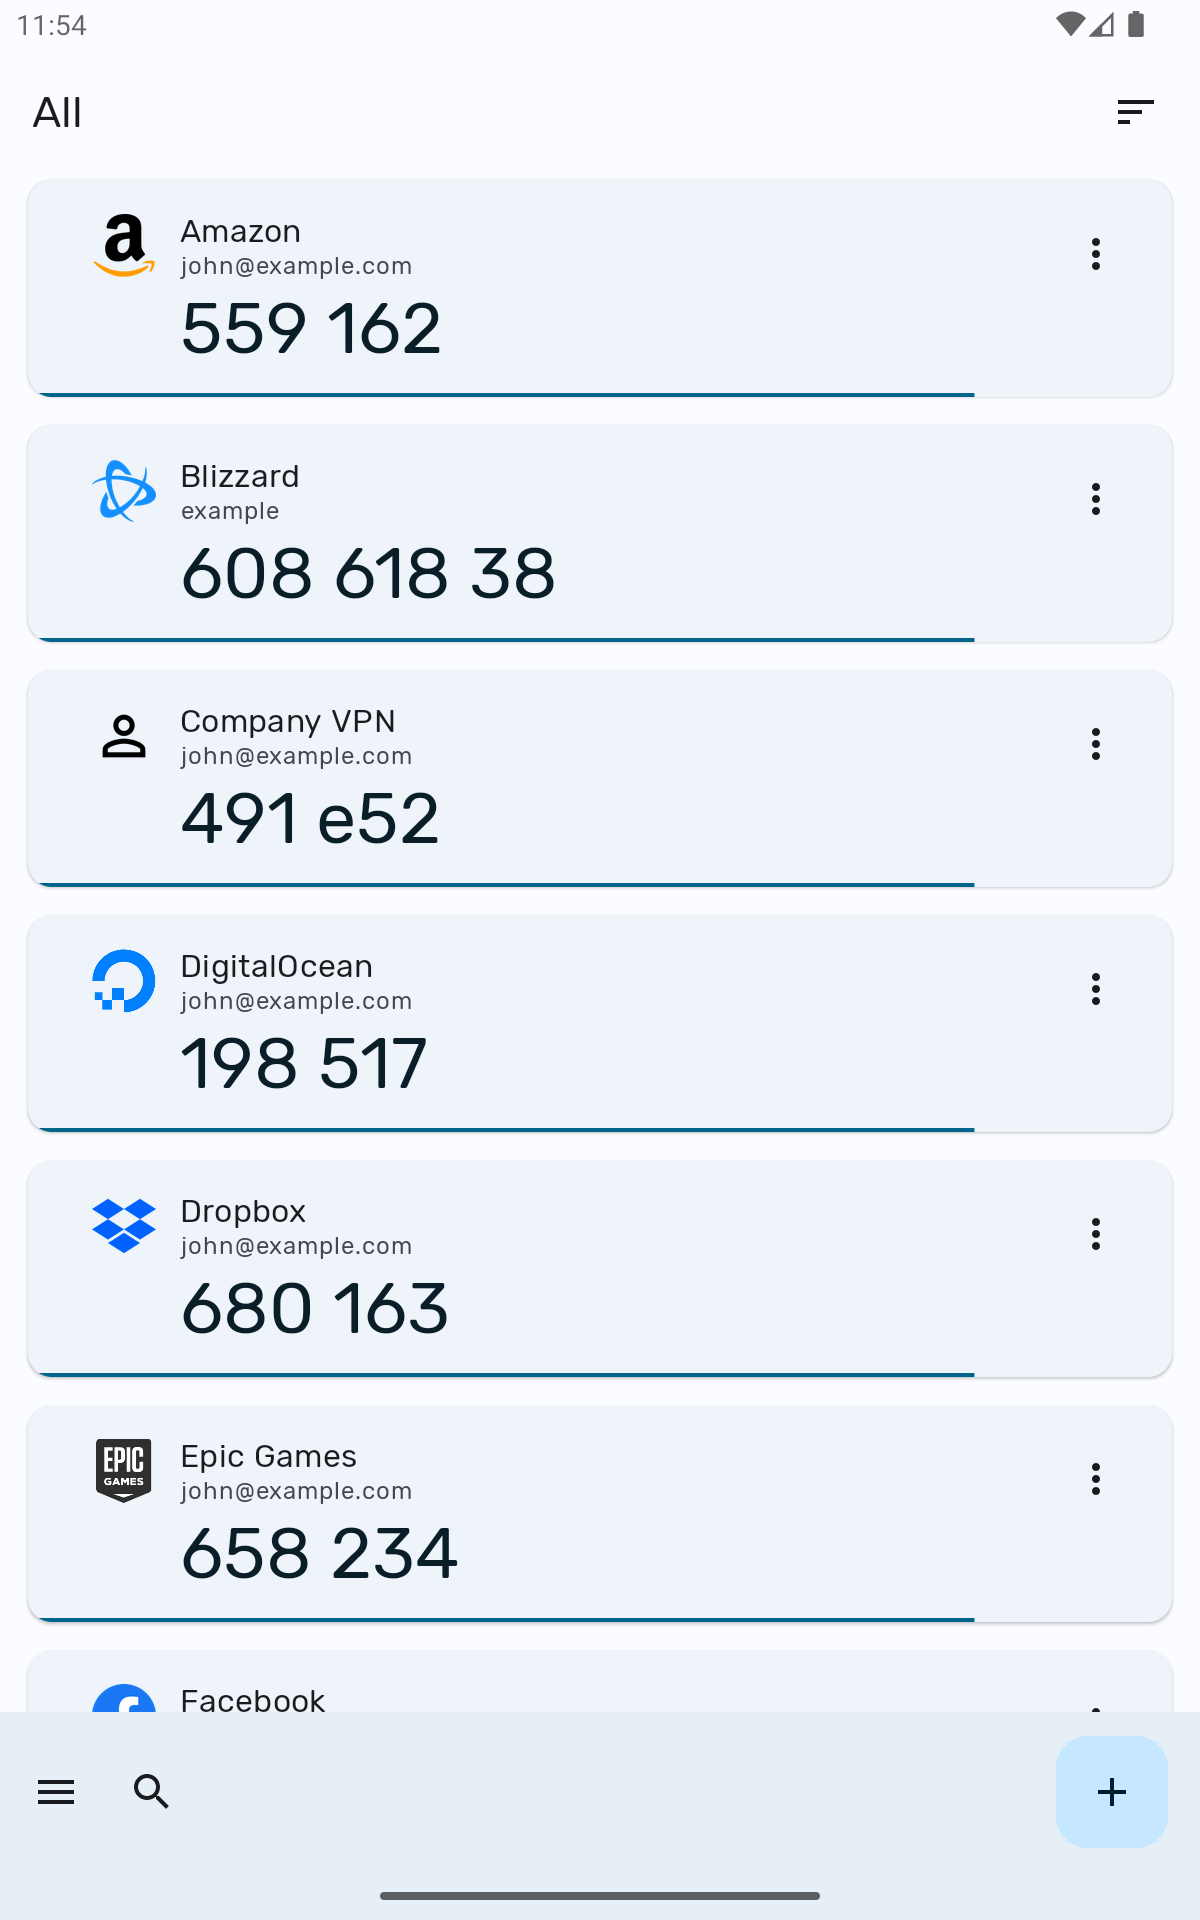 11:54
All
Amazon
john@example.com
559 162
Blizzard
example
608 618 38
Company VPN
john@example.com
491 e52
DigitalOcean
john@example.com
198 517
Dropbox
john@example.com
680 163
EPIC
GAMES
Epic Games
john@example.com
658 234
Facebook